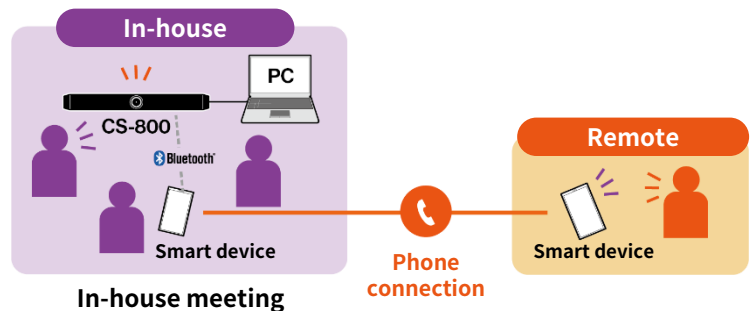 In-house
PC
CS-800
Bluetooth®
Smart device
In-house meeting
Phone
connection
Remote
Smart device